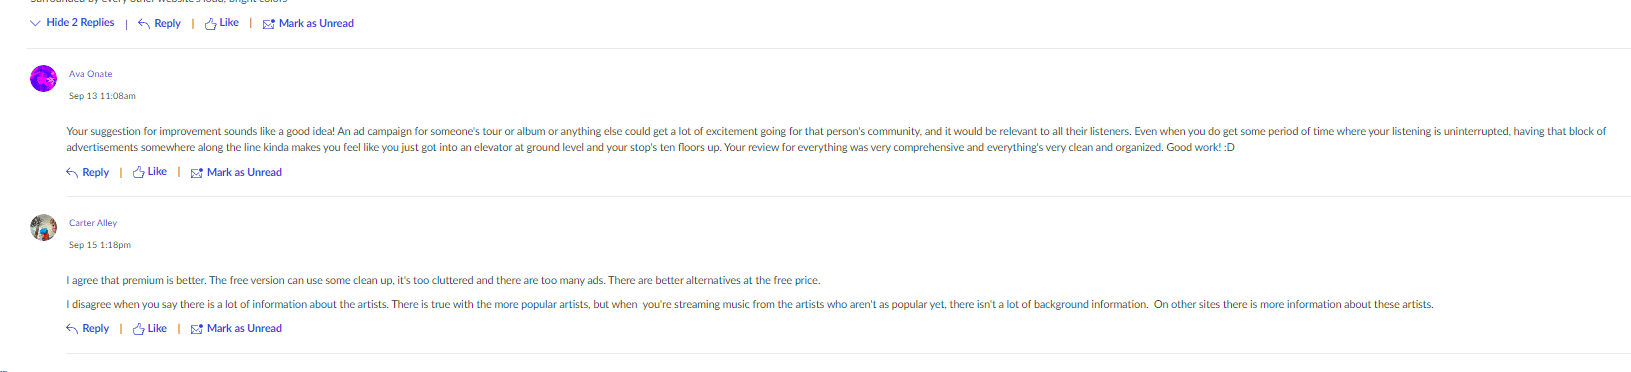 Surrounded by every other website's loud, bright colors
Hide 2 Replies | Reply | Like | Mark as Unread
Ava Onate
Sep 13 11:08am
Your suggestion for improvement sounds like a good idea! An ad campaign for someone's tour or album or anything else could get a lot of excitement going for that person's community, and it would be relevant to all their listeners. Even when you do get some period of time where your listening is uninterrupted, having that block of
advertisements somewhere along the line kinda makes you feel like you just got into an elevator at ground level and your stop's ten floors up. Your review for everything was very comprehensive and everything's very clean and organized. Good work! :D
Reply | Like | Mark as Unread
Carter Alley
Sep 15 1:18pm
I agree that premium is better. The free version can use some clean up, it's too cluttered and there are too many ads. There are better alternatives at the free price.
I disagree when you say there is a lot of information about the artists. There is true with the more popular artists, but when  you're streaming music from the artists who aren't as popular yet, there isn't a lot of background information.  On other sites there is more information about these artists.
Reply | Like | Mark as Unread